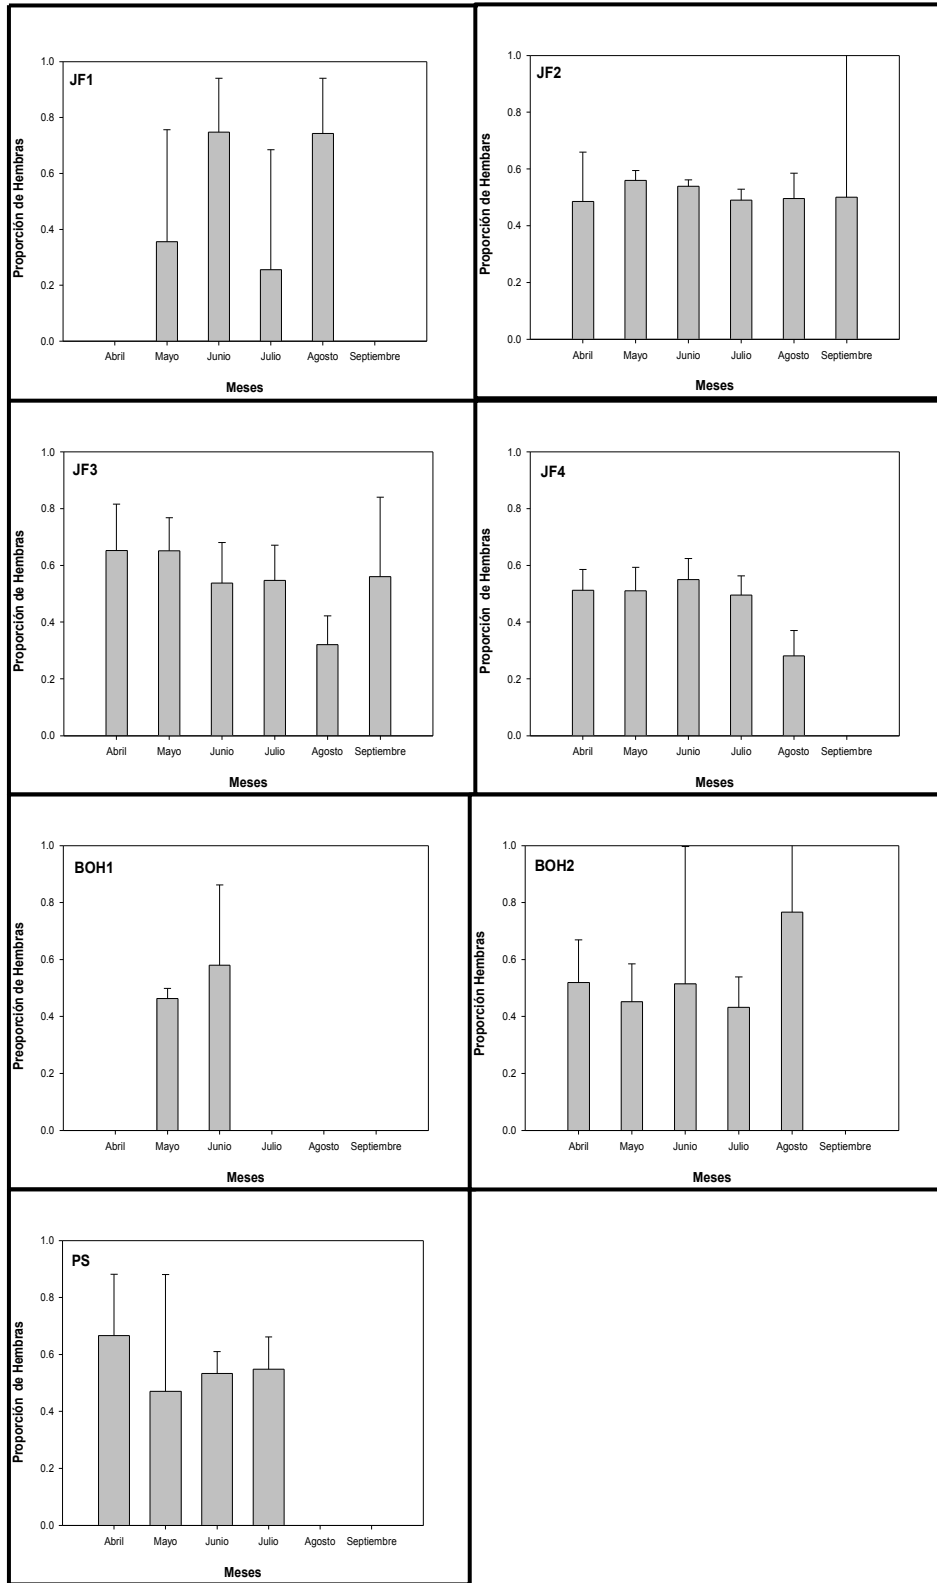 JF1
Proporción de Hembras
1.0
0.8
0.6
0.4
0.2
0.0
Abril Mayo Junio Julio Agosto Septiembre
Meses
JF2
Proporción de Hembars
1.0
0.8
0.6
0.4
0.2
0.0
Abril Mayo Junio Julio Agosto Septiembre
Meses
JF3
Proporción de Hembras
1.0
0.8
0.6
0.4
0.2
0.0
Abril Mayo Junio Julio Agosto Septiembre
Meses
JF4
Proporción de Hembras
1.0
0.8
0.6
0.4
0.2
0.0
Abril Mayo Junio Julio Agosto Septiembre
Meses
BOH1
Preoporción de Hembras
1.0
0.8
0.6
0.4
0.2
0.0
Abril Mayo Junio Julio Agosto Septiembre
Meses
BOH2
Proporción Hembras
1.0
0.8
0.6
0.4
0.2
0.0
Abril Mayo Junio Julio Agosto Septiembre
Meses
PS
Proporción de Hembras
1.0
0.8
0.6
0.4
0.2
0.0
Abril Mayo Junio Julio Agosto Septiembre
Meses